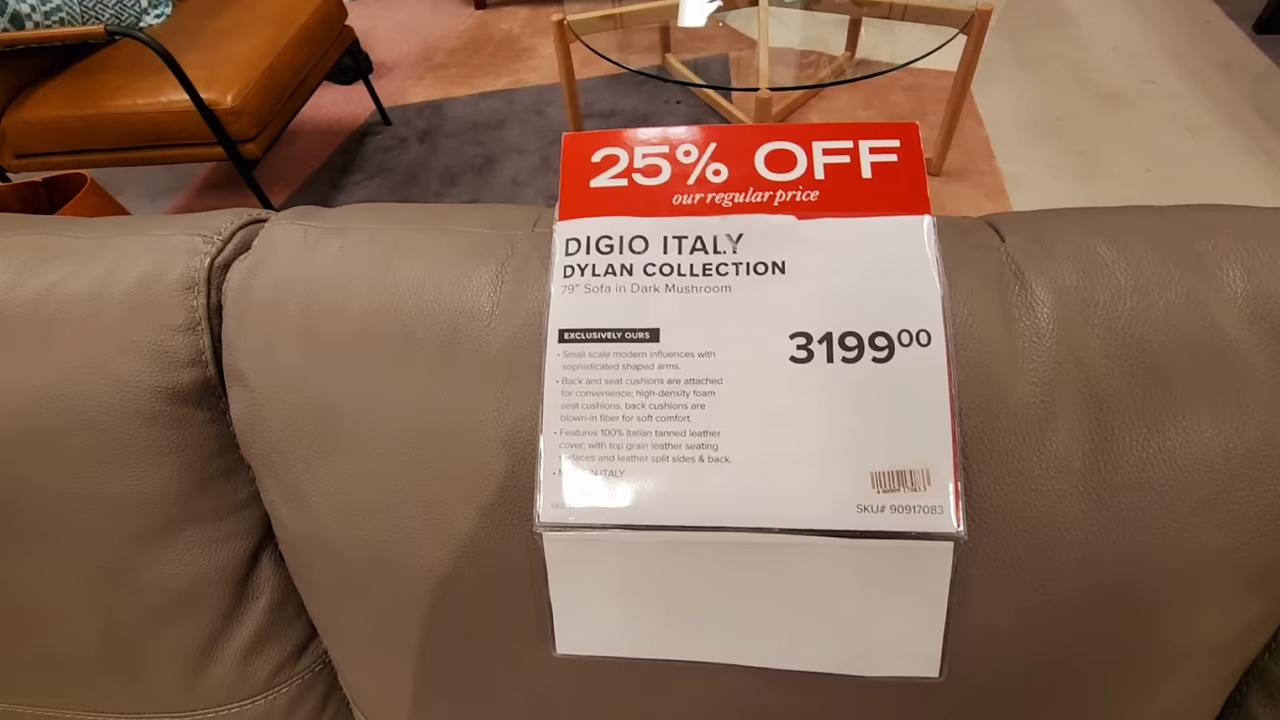 25% OFF
our regular price
DIGIO ITALY
DYLAN COLLECTION
79" Sofa in Dark Mushroom
EXCLUSIVELY OURS
3199⁰⁰
• Small scale modern influences with
sophisticated shaped arms.
• Back and seat cushions are attached
for convenience; high-density foam
seat cushions, back cushions are
blown-in fiber for soft comfort.
• Features 100% Italian tanned leather
cover; with top grain leather seating
and leather split sides & back.
• ITALY
SKU# 90917083